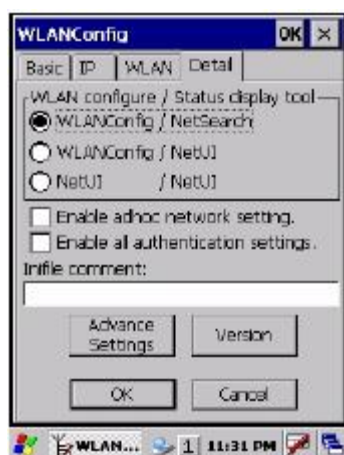 WLANConfig OK ×
Basic IP WLAN Detail
WLAN configure / Status display tool
WLANConfig / NetSearch
WLANConfig / NetUI
NetUI / NetUI
Enable adhoc network setting.
Enable all authentication settings.
Inifile comment:
Advance
Settings
Version
OK Cancel
WLAN... 1 11:31 PM